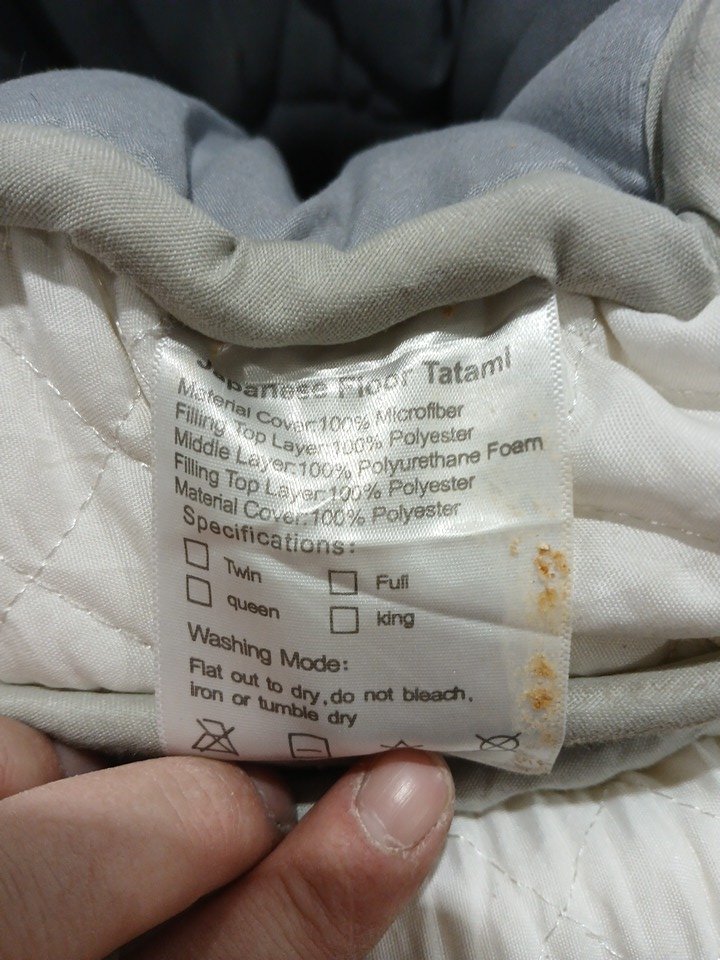 Japanese Floor Tatami
Material Cover:100% Microfiber
Filling Top Layer:100% Polyester
Middle Layer:100% Polyurethane Foam
Filling Top Layer:100% Polyester
Material Cover:100% Polyester
Specifications:
Twin Full
queen king
Washing Mode:
Flat out to dry,do not bleach,
iron or tumble dry